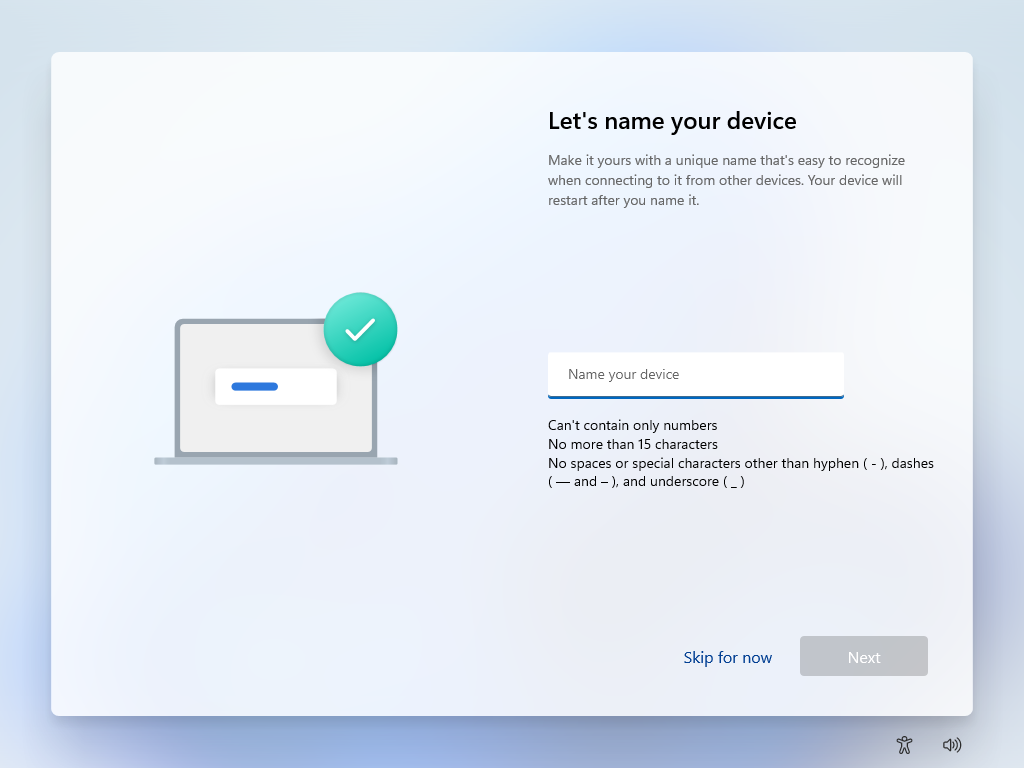 Let's name your device
Make it yours with a unique name that's easy to recognize
when connecting to it from other devices. Your device will
restart after you name it.
Name your device
Can't contain only numbers
No more than 15 characters
No spaces or special characters other than hyphen ( - ), dashes
( — and – ), and underscore ( _ )
Skip for now
Next